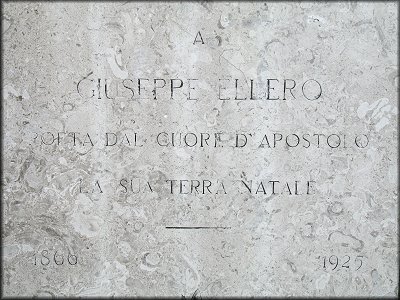 A
GIUSEPPE ELLERO
POETA DAL CUORE D'APOSTOLO
LA SUA TERRA NATALE
1866 1925